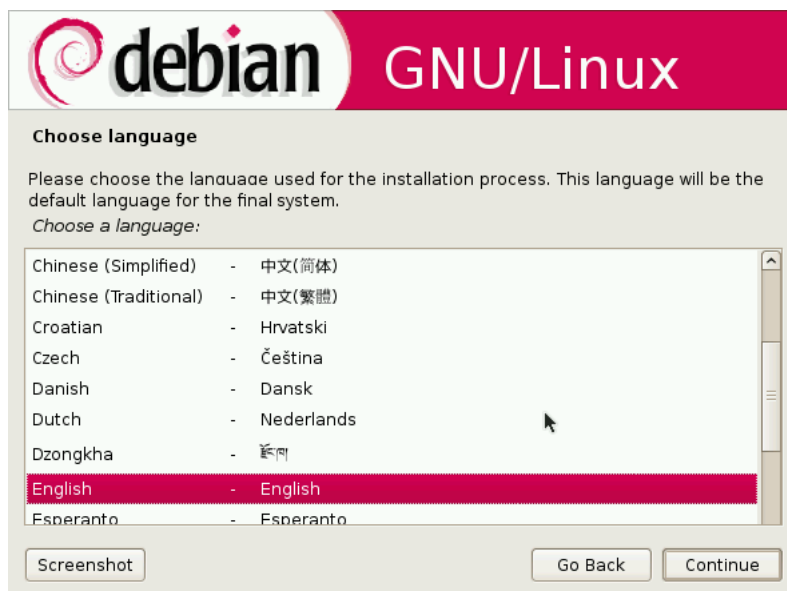 debian GNU/Linux
Choose language
Please choose the language used for the installation process. This language will be the
default language for the final system.
Choose a language:
Chinese (Simplified) - 中文(简体)
Chinese (Traditional) - 中文(繁體)
Croatian - Hrvatski
Czech - Čeština
Danish - Dansk
Dutch - Nederlands
Dzongkha - རྫོང་ཁ།
English - English
Esperanto - Esperanto
Screenshot Go Back Continue